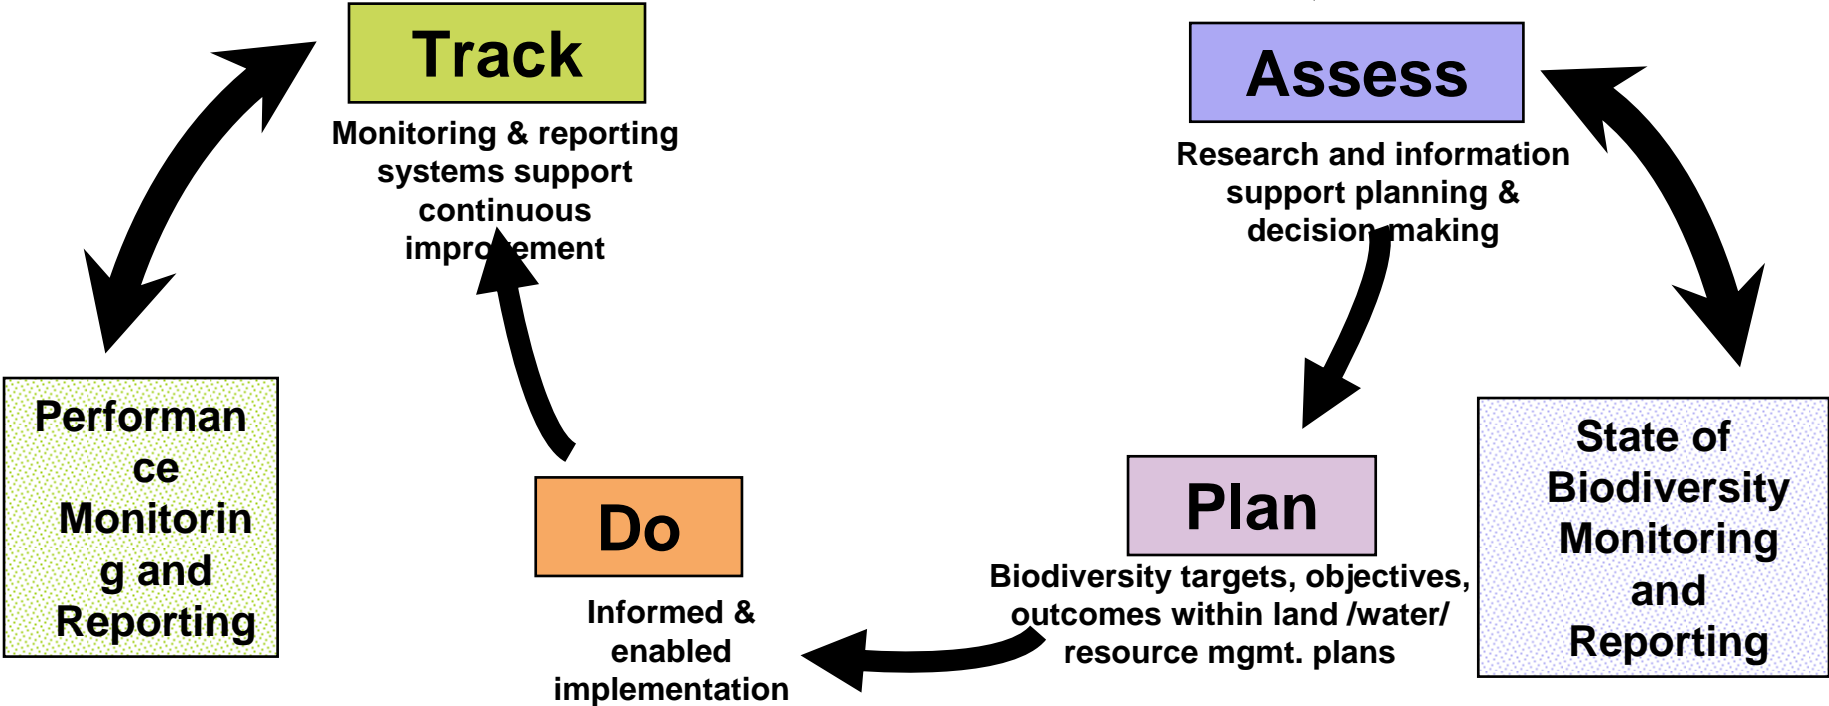 Track
Monitoring & reporting
systems support
continuous
improvement
Assess
Research and information
support planning &
decision making
Performan
ce
Monitorin
g and
Reporting
Do
Informed &
enabled
implementation
Plan
Biodiversity targets, objectives,
outcomes within land /water/
resource mgmt. plans
State of
Biodiversity
Monitoring
and
Reporting